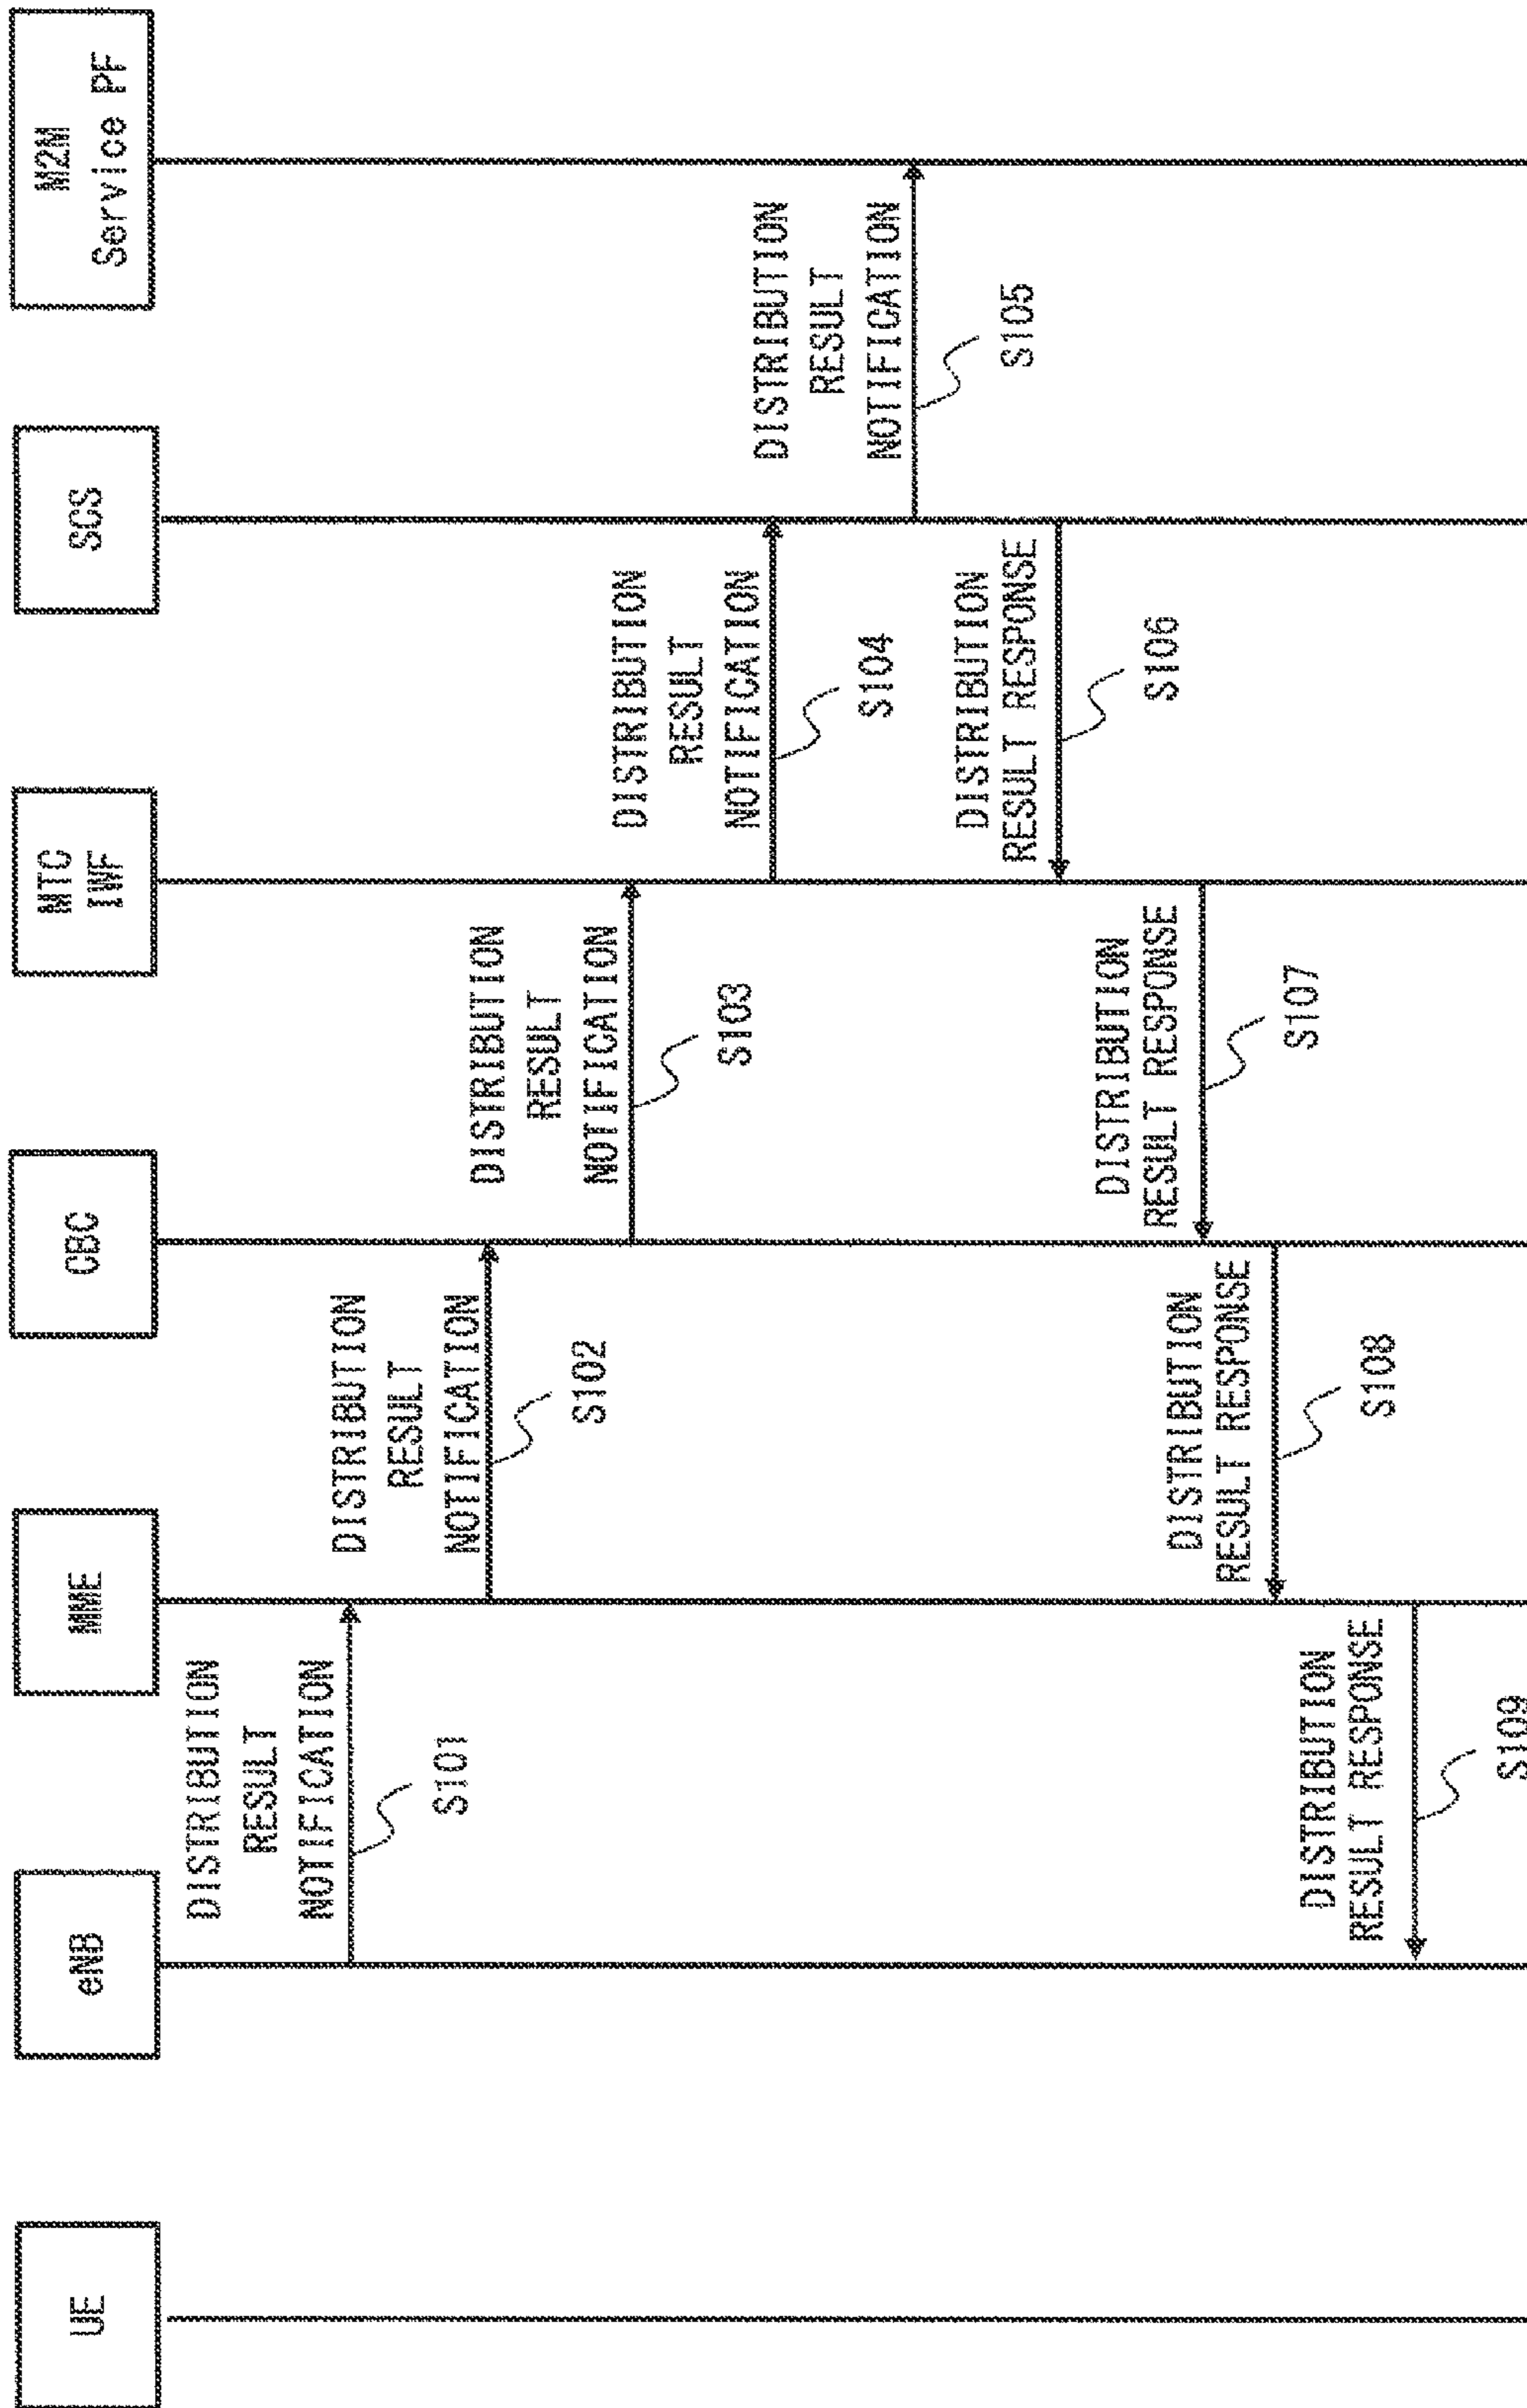 UE
eNB
MME
CBC
MTC
IWF
SCS
M2M
Service PF
DISTRIBUTION
RESULT
NOTIFICATION
S101
DISTRIBUTION
RESULT
NOTIFICATION
S102
DISTRIBUTION
RESULT
NOTIFICATION
S103
DISTRIBUTION
RESULT
NOTIFICATION
S104
DISTRIBUTION
RESULT
NOTIFICATION
S105
DISTRIBUTION
RESULT RESPONSE
S106
DISTRIBUTION
RESULT RESPONSE
S107
DISTRIBUTION
RESULT RESPONSE
S108
DISTRIBUTION
RESULT RESPONSE
S109